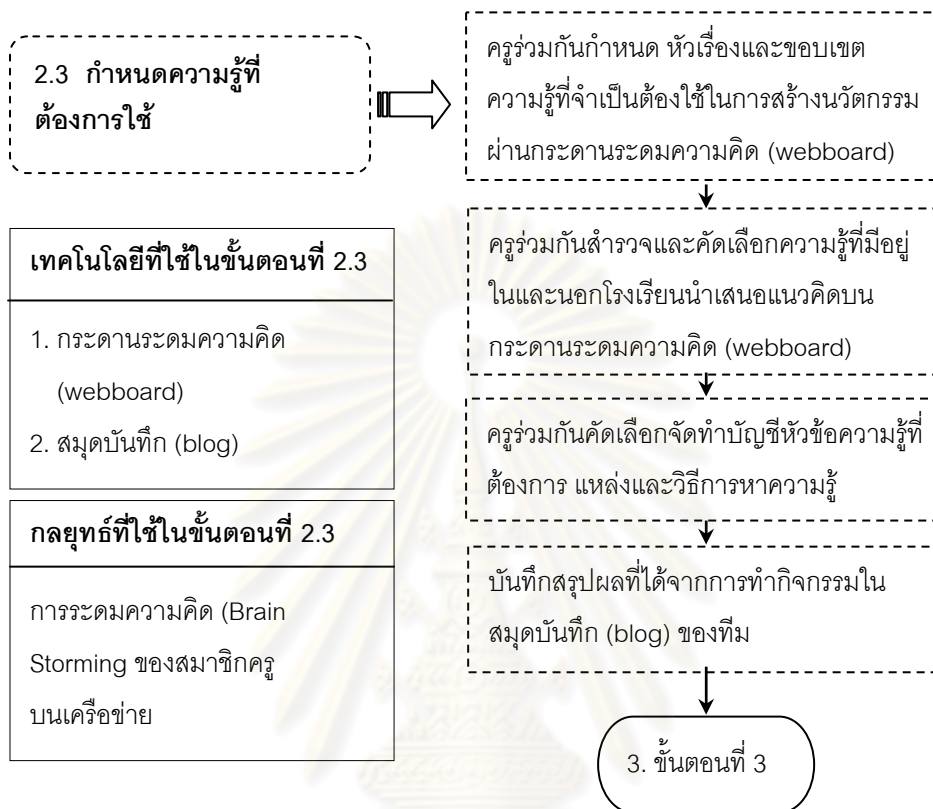 2.3 กำหนดความรู้ที่
ต้องการใช้
ครูร่วมกันกำหนด หัวเรื่องและขอบเขต
ความรู้ที่จำเป็นต้องใช้ในการสร้างนวัตกรรม
ผ่านกระดานระดมความคิด (webboard)
ครูร่วมกันสำรวจและคัดเลือกความรู้ที่มีอยู่
ในและนอกโรงเรียนนำเสนอแนวคิดบน
กระดานระดมความคิด (webboard)
ครูร่วมกันคัดเลือกจัดทำบัญชีหัวข้อความรู้ที่
ต้องการ แหล่งและวิธีการหาความรู้
บันทึกสรุปผลที่ได้จากการทำกิจกรรมใน
สมุดบันทึก (blog) ของทีม
3. ขั้นตอนที่ 3
เทคโนโลยีที่ใช้ในขั้นตอนที่ 2.3
1. กระดานระดมความคิด
(webboard)
2. สมุดบันทึก (blog)
กลยุทธ์ที่ใช้ในขั้นตอนที่ 2.3
การระดมความคิด (Brain
Storming ของสมาชิกครู
บนเครือข่าย